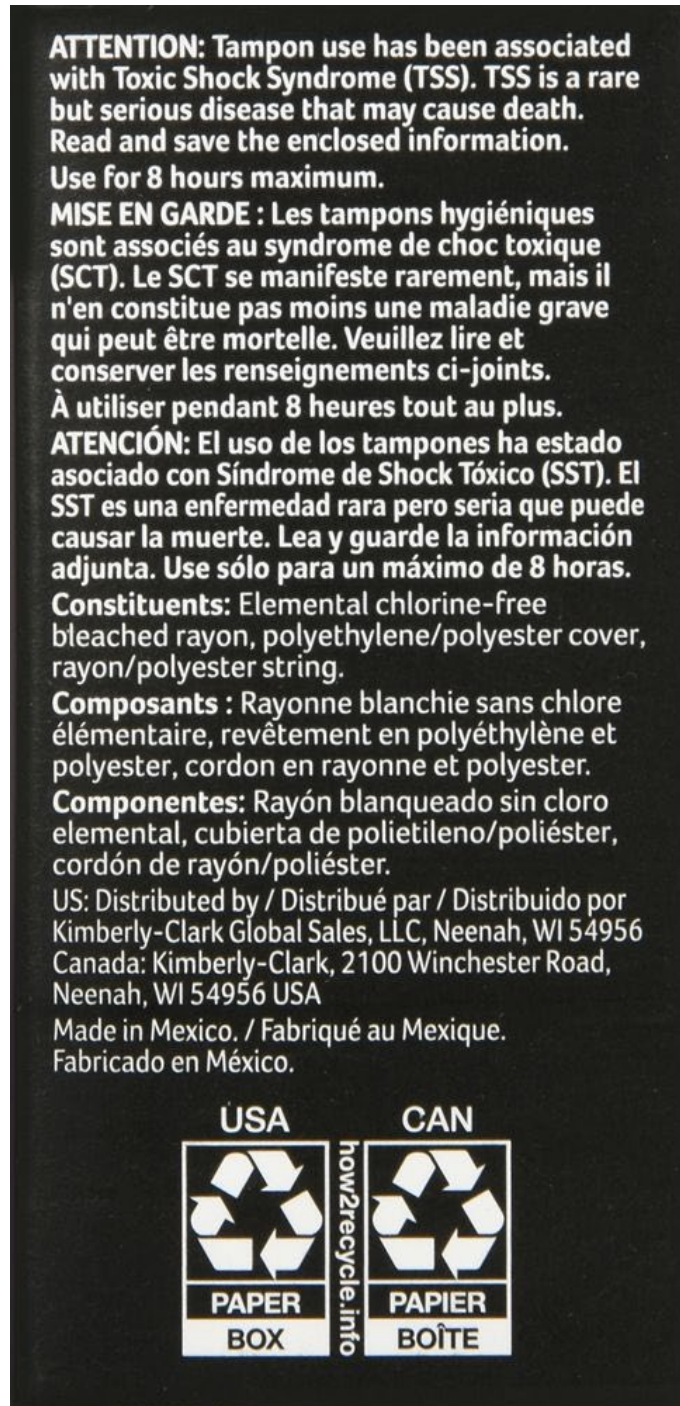 ATTENTION: Tampon use has been associated
with Toxic Shock Syndrome (TSS). TSS is a rare
but serious disease that may cause death.
Read and save the enclosed information.
Use for 8 hours maximum.
MISE EN GARDE : Les tampons hygiéniques
sont associés au syndrome de choc toxique
(SCT). Le SCT se manifeste rarement, mais il
n'en constitue pas moins une maladie grave
qui peut être mortelle. Veuillez lire et
conserver les renseignements ci-joints.
À utiliser pendant 8 heures tout au plus.
ATENCIÓN: El uso de los tampones ha estado
asociado con Síndrome de Shock Tóxico (SST). El
SST es una enfermedad rara pero seria que puede
causar la muerte. Lea y guarde la información
adjunta. Use sólo para un máximo de 8 horas.
Constituents: Elemental chlorine-free
bleached rayon, polyethylene/polyester cover,
rayon/polyester string.
Composants : Rayonne blanchie sans chlore
élémentaire, revêtement en polyéthylène et
polyester, cordon en rayonne et polyester.
Componentes: Rayón blanqueado sin cloro
elemental, cubierta de polietileno/poliéster,
cordón de rayón/poliéster.
US: Distributed by / Distribué par / Distribuido por
Kimberly-Clark Global Sales, LLC, Neenah, WI 54956
Canada: Kimberly-Clark, 2100 Winchester Road,
Neenah, WI 54956 USA
Made in Mexico. / Fabriqué au Mexique.
Fabricado en México.
USA
PAPER
BOX
how2recycle.info
CAN
PAPIER
BOÎTE